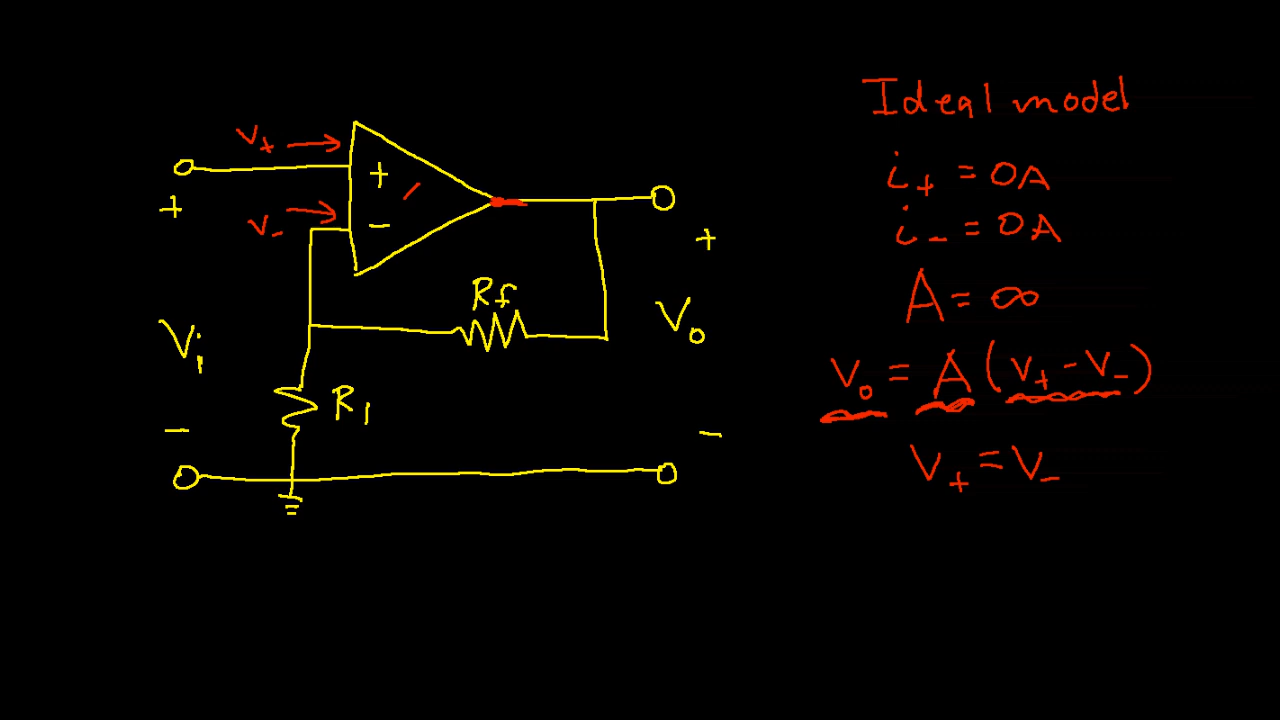 Ideal model
V+ →
i+ = 0A
+
V- →
-
i- = 0A
+
+
Rf
A = ∞
Vi
Vo
Vo = A (V+ - V-)
R1
-
-
V+ = V-